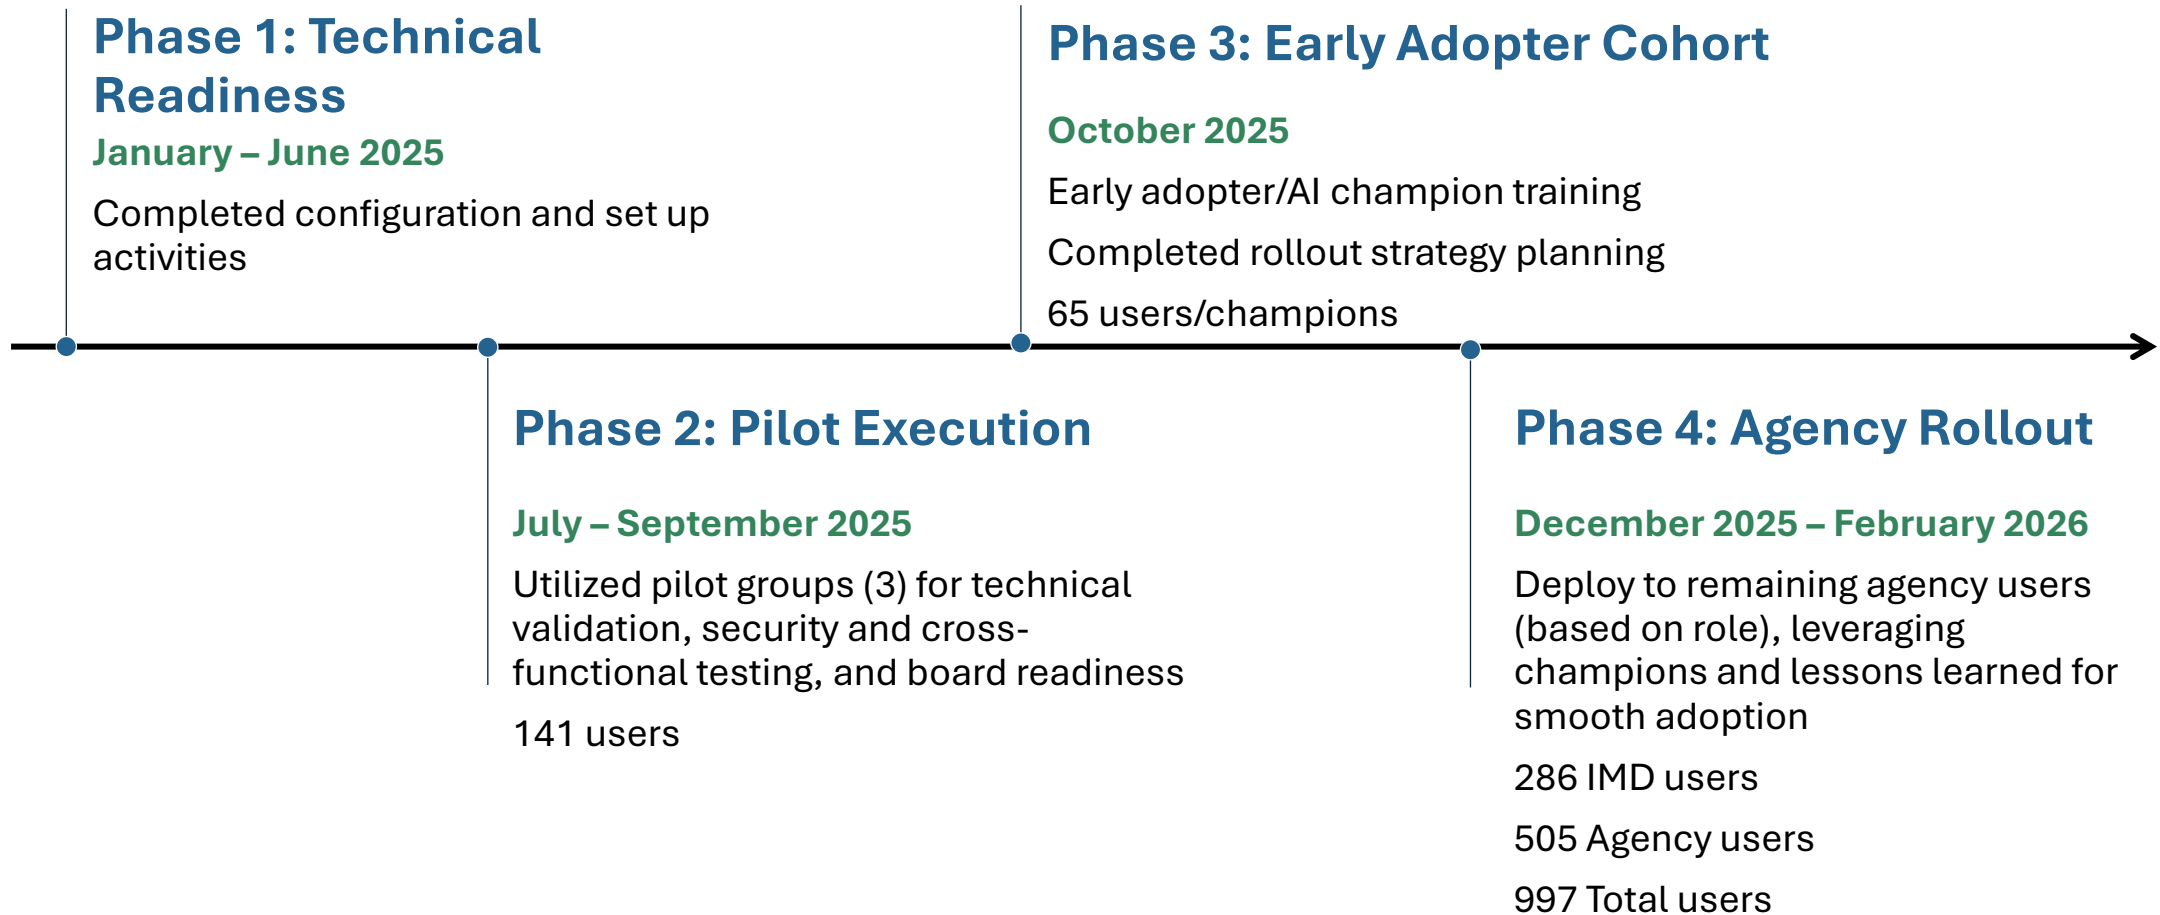 Phase 1: Technical
Readiness
January – June 2025
Completed configuration and set up
activities
Phase 2: Pilot Execution
July – September 2025
Utilized pilot groups (3) for technical
validation, security and cross-
functional testing, and board readiness
141 users
Phase 3: Early Adopter Cohort
October 2025
Early adopter/AI champion training
Completed rollout strategy planning
65 users/champions
Phase 4: Agency Rollout
December 2025 – February 2026
Deploy to remaining agency users
(based on role), leveraging
champions and lessons learned for
smooth adoption
286 IMD users
505 Agency users
997 Total users